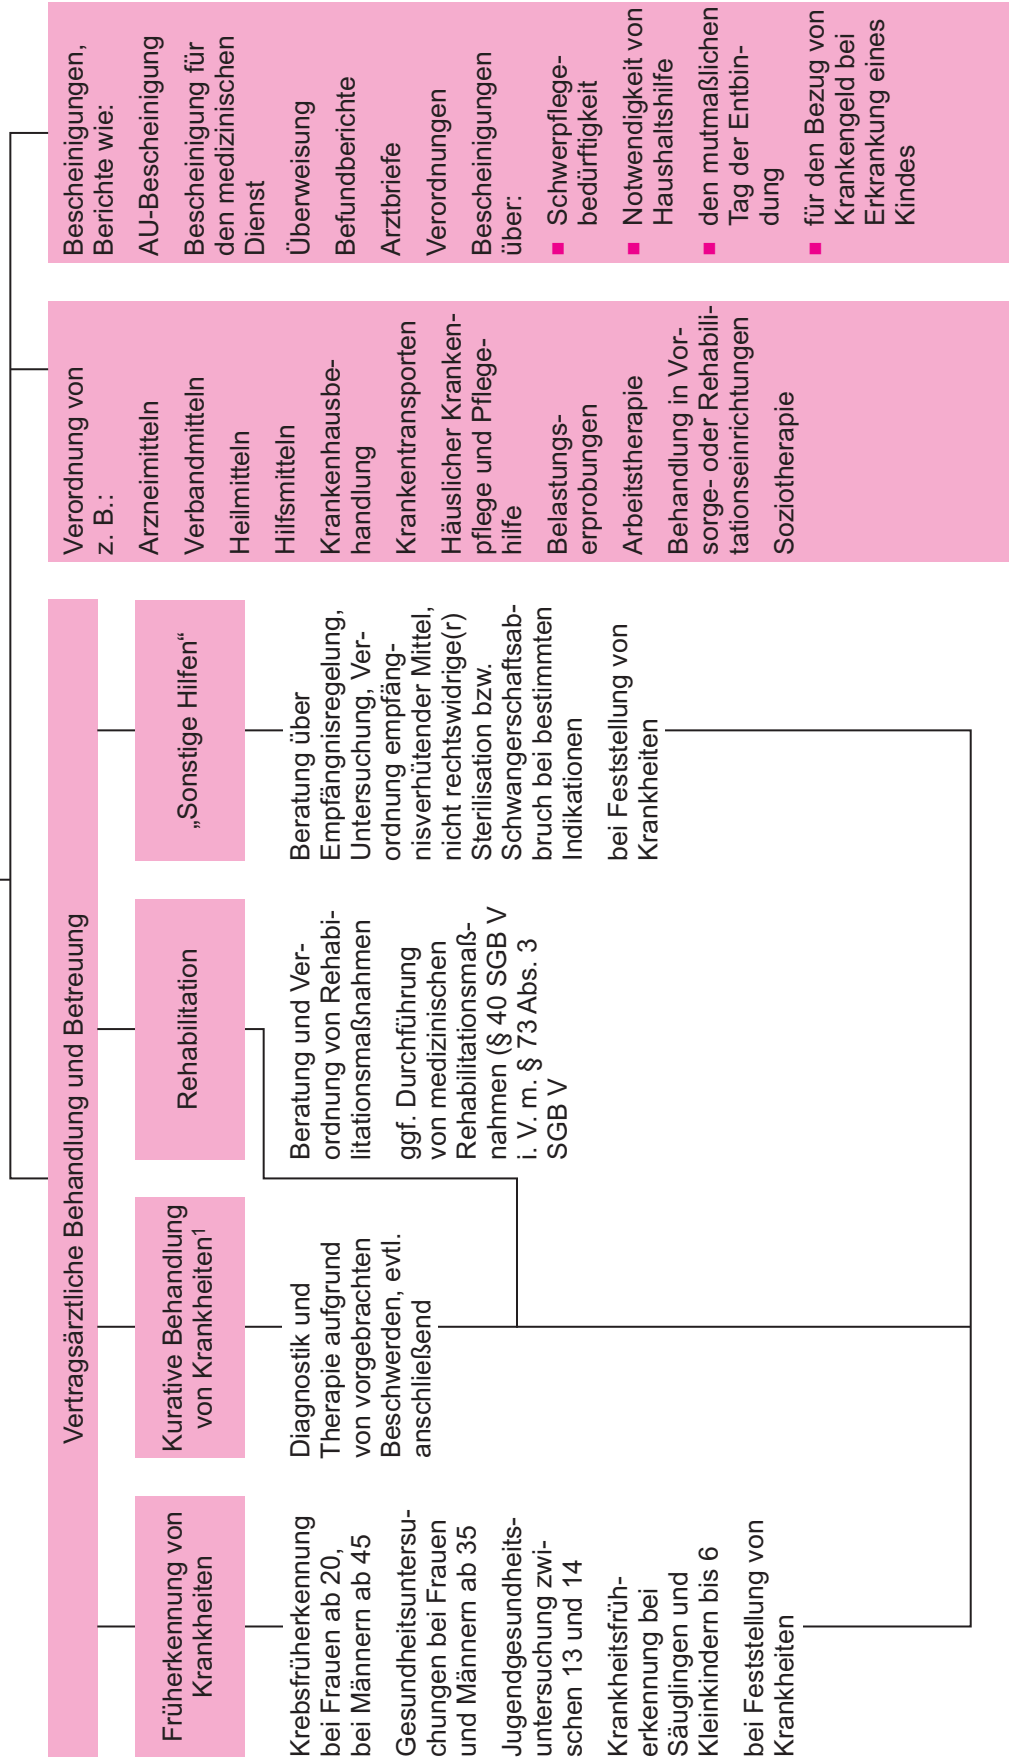 Vertragsärztliche Behandlung und Betreuung
Früherkennung von
Krankheiten
Krebsfrüherkennung
bei Frauen ab 20,
bei Männern ab 45
Gesundheitsuntersu-
chungen bei Frauen
und Männern ab 35
Jugendgesundheits-
untersuchung zwi-
schen 13 und 14
Krankheitsfrüh-
erkennung bei
Säuglingen und
Kleinkindern bis 6
bei Feststellung von
Krankheiten
Kurative Behandlung
von Krankheiten¹
Diagnostik und
Therapie aufgrund
von vorgebrachten
Beschwerden, evtl.
anschließend
Rehabilitation
Beratung und Ver-
ordnung von Rehabi-
litationsmaßnahmen
ggf. Durchführung
von medizinischen
Rehabilitationsmaß-
nahmen (§ 40 SGB V
i. V. m. § 73 Abs. 3
SGB V
„Sonstige Hilfen“
Beratung über
Empfängnisregelung,
Untersuchung, Ver-
ordnung empfäng-
nisverhütender Mittel,
nicht rechtswidrige(r)
Sterilisation bzw.
Schwangerschaftsab-
bruch bei bestimmten
Indikationen
bei Feststellung von
Krankheiten
Verordnung von
z. B.:
Arzneimitteln
Verbandmitteln
Heilmitteln
Hilfsmitteln
Krankenhausbe-
handlung
Krankentransporten
Häuslicher Kranken-
pflege und Pflege-
hilfe
Belastungs-
erprobungen
Arbeitstherapie
Behandlung in Vor-
sorge- oder Rehabili-
tationseinrichtungen
Soziotherapie
Bescheinigungen,
Berichte wie:
AU-Bescheinigung
Bescheinigung für
den medizinischen
Dienst
Überweisung
Befundberichte
Arztbriefe
Verordnungen
Bescheinigungen
über:
■ Schwerpflege-
bedürftigkeit
■ Notwendigkeit von
Haushaltshilfe
■ den mutmaßlichen
Tag der Entbin-
dung
■ für den Bezug von
Krankengeld bei
Erkrankung eines
Kindes